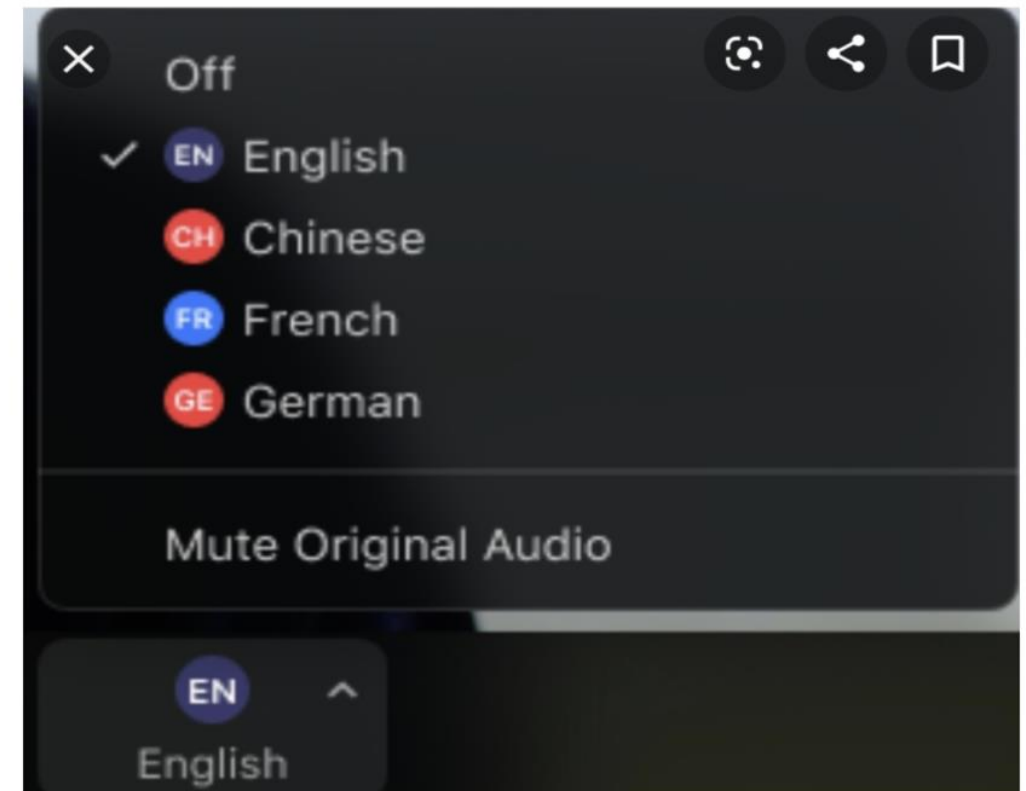 Off
EN English
CH Chinese
FR French
GE German
Mute Original Audio
EN
English